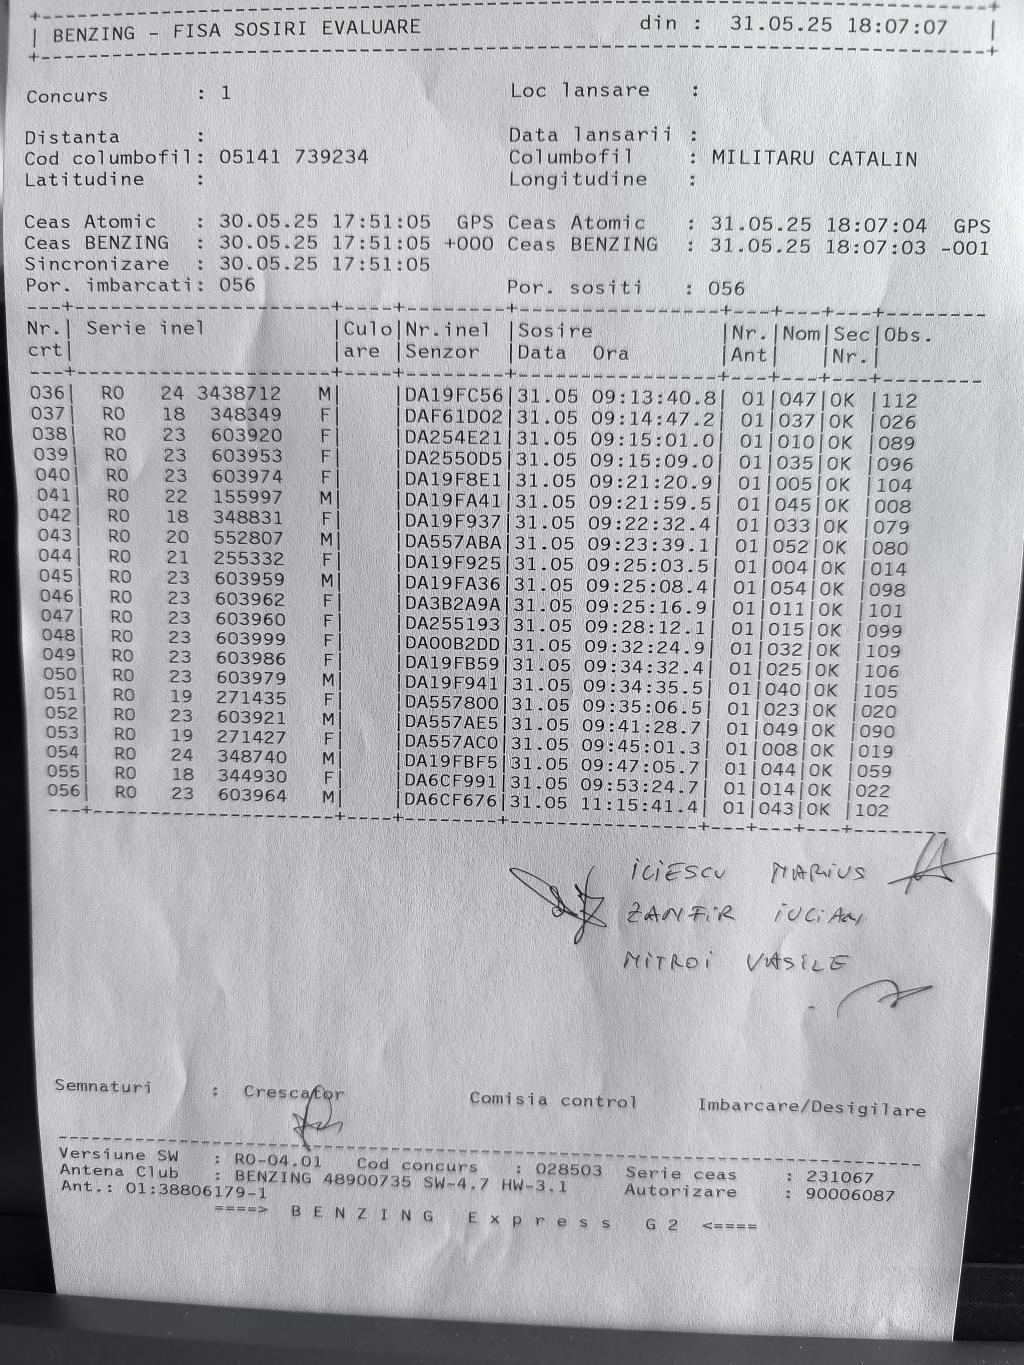 BENZING - FISA SOSIRI EVALUARE din : 31.05.25 18:07:07
Concurs : 1 Loc lansare :
Distanta : Data lansarii :
Cod columbofil: 05141 739234 Columbofil : MILITARU CATALIN
Latitudine : Longitudine :
Ceas Atomic : 30.05.25 17:51:05 GPS Ceas Atomic : 31.05.25 18:07:04 GPS
Ceas BENZING : 30.05.25 17:51:05 +000 Ceas BENZING : 31.05.25 18:07:03 -001
Sincronizare : 30.05.25 17:51:05
Por. imbarcati: 056 Por. sositi : 056
Nr.| Serie inel |Culo|Nr.inel |Sosire |Nr.|Nom|Sec|Obs.
crt| |are |Senzor |Data Ora |Ant| |Nr.|
036| RO 24 3438712 M| |DA19FC56|31.05 09:13:40.8| 01|047|OK |112
037| RO 18 348349 F| |DAF61D02|31.05 09:14:47.2| 01|037|OK |026
038| RO 23 603920 F| |DA254E21|31.05 09:15:01.0| 01|010|OK |089
039| RO 23 603953 F| |DA2550D5|31.05 09:15:09.0| 01|035|OK |096
040| RO 23 603974 F| |DA19F8E1|31.05 09:21:20.9| 01|005|OK |104
041| RO 22 155997 M| |DA19FA41|31.05 09:21:59.5| 01|045|OK |008
042| RO 18 348831 F| |DA19F937|31.05 09:22:32.4| 01|033|OK |079
043| RO 20 552807 M| |DA557ABA|31.05 09:23:39.1| 01|052|OK |080
044| RO 21 255332 F| |DA19F925|31.05 09:25:03.5| 01|004|OK |014
045| RO 23 603959 M| |DA19FA36|31.05 09:25:08.4| 01|054|OK |098
046| RO 23 603962 F| |DA3B2A9A|31.05 09:25:16.9| 01|011|OK |101
047| RO 23 603960 F| |DA255193|31.05 09:28:12.1| 01|015|OK |099
048| RO 23 603999 F| |DA00B2DD|31.05 09:32:24.9| 01|032|OK |109
049| RO 23 603986 F| |DA19FB59|31.05 09:34:32.4| 01|025|OK |106
050| RO 23 603979 M| |DA19F941|31.05 09:34:35.5| 01|040|OK |105
051| RO 19 271435 F| |DA557800|31.05 09:35:06.5| 01|023|OK |020
052| RO 23 603921 M| |DA557AE5|31.05 09:41:28.7| 01|049|OK |090
053| RO 19 271427 F| |DA557AC0|31.05 09:45:01.3| 01|008|OK |019
054| RO 24 348740 M| |DA19FBF5|31.05 09:47:05.7| 01|044|OK |059
055| RO 18 344930 F| |DA6CF991|31.05 09:53:24.7| 01|014|OK |022
056| RO 23 603964 M| |DA6CF676|31.05 11:15:41.4| 01|043|OK |102
ILIESCU MARIUS
ZANFIR IULIAN
MITROI VASILE
Semnaturi : Crescator Comisia control Imbarcare/Desigilare
Versiune SW : RO-04.01 Cod concurs : 028503 Serie ceas : 231067
Antena Club : BENZING 48900735 SW-4.7 HW-3.1 Autorizare : 90006087
Ant.: 01:38806179-1
====> B E N Z I N G E x p r e s s G 2 <====